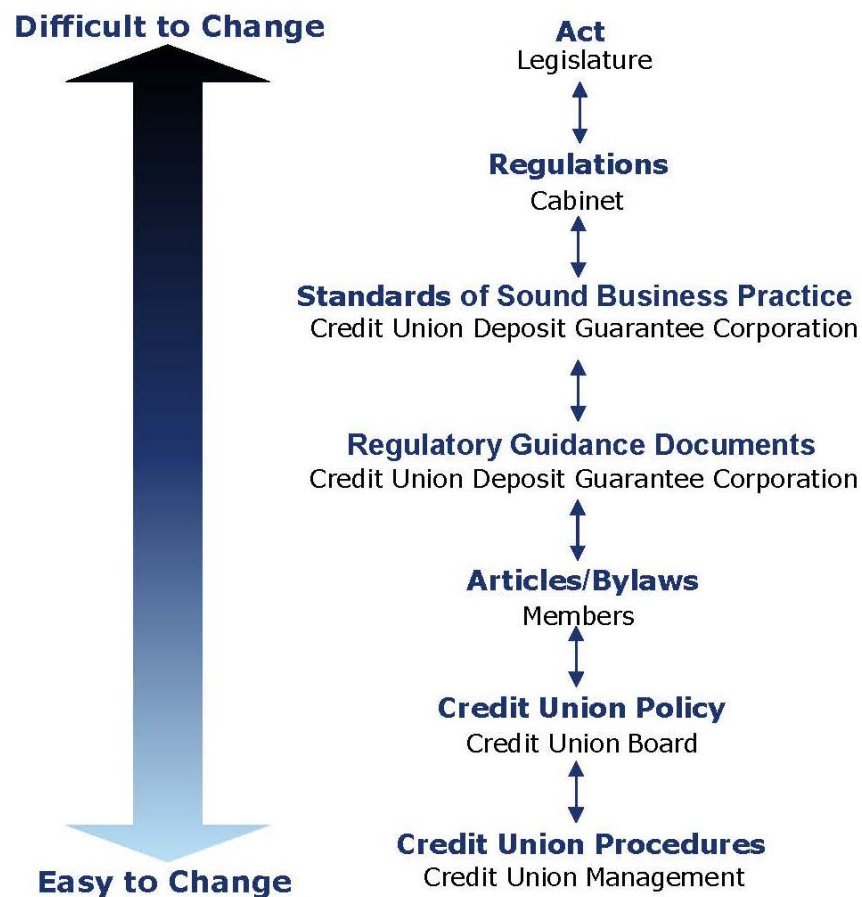 Difficult to Change
Act
Legislature
Regulations
Cabinet
Standards of Sound Business Practice
Credit Union Deposit Guarantee Corporation
Regulatory Guidance Documents
Credit Union Deposit Guarantee Corporation
Articles/Bylaws
Members
Credit Union Policy
Credit Union Board
Credit Union Procedures
Credit Union Management
Easy to Change